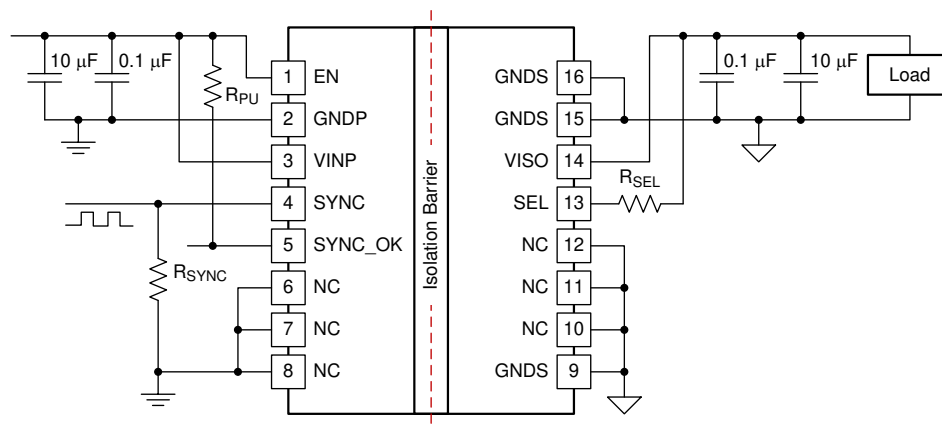 10 μF
0.1 μF
RPU
1
EN
2
GNDP
3
VINP
4
SYNC
5
SYNC_OK
RSYNC
6
NC
7
NC
8
NC
Isolation Barrier
GNDS
16
GNDS
15
VISO
14
SEL
13
RSEL
NC
12
NC
11
NC
10
GNDS
9
0.1 μF
10 μF
Load